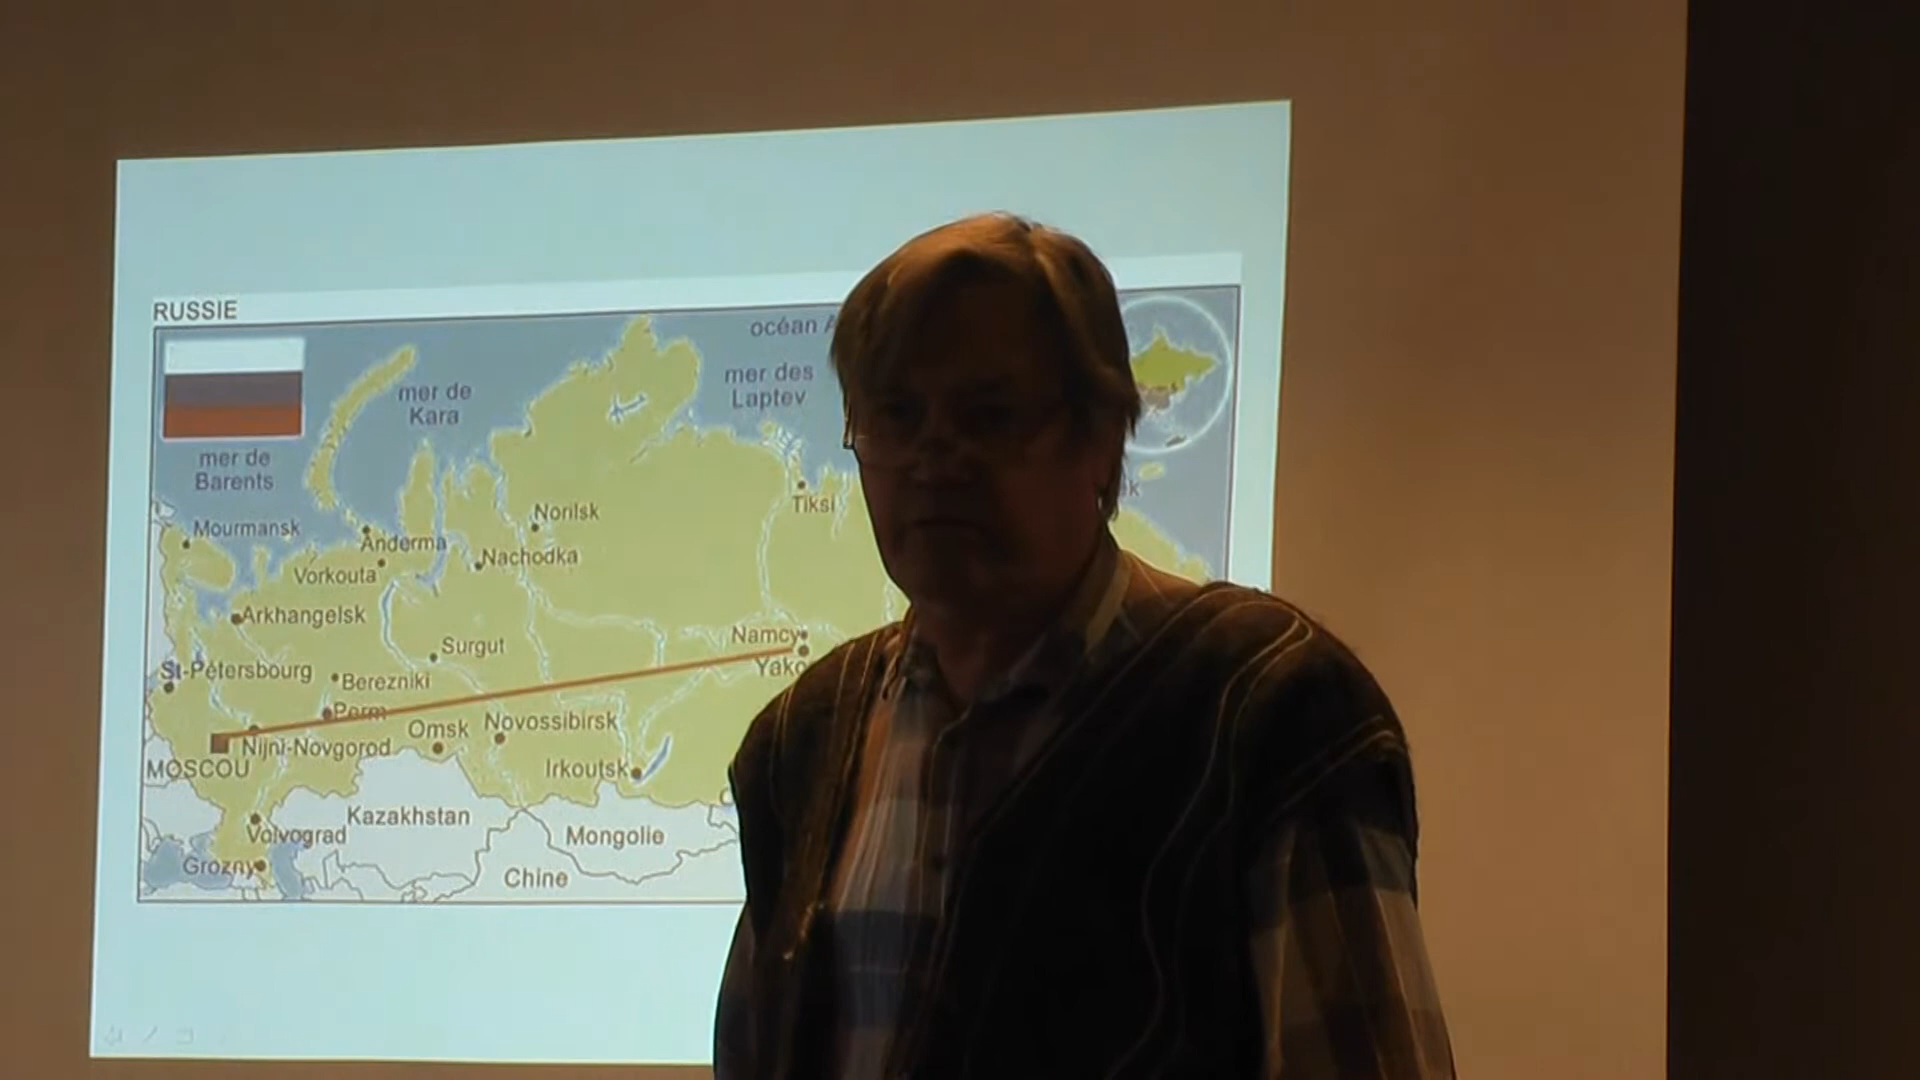 RUSSIE
océan
mer des
Laptev
mer de
Kara
mer de
Barents
Tiksi
Norilsk
Mourmansk
Anderma
Nachodka
Vorkouta
Arkhangelsk
Namcy
Surgut
Yako
St-Pétersbourg
Berezniki
Perm
Novossibirsk
Omsk
Nijni-Novgorod
MOSCOU
Irkoutsk
Kazakhstan
Volvograd
Mongolie
Grozny
Chine